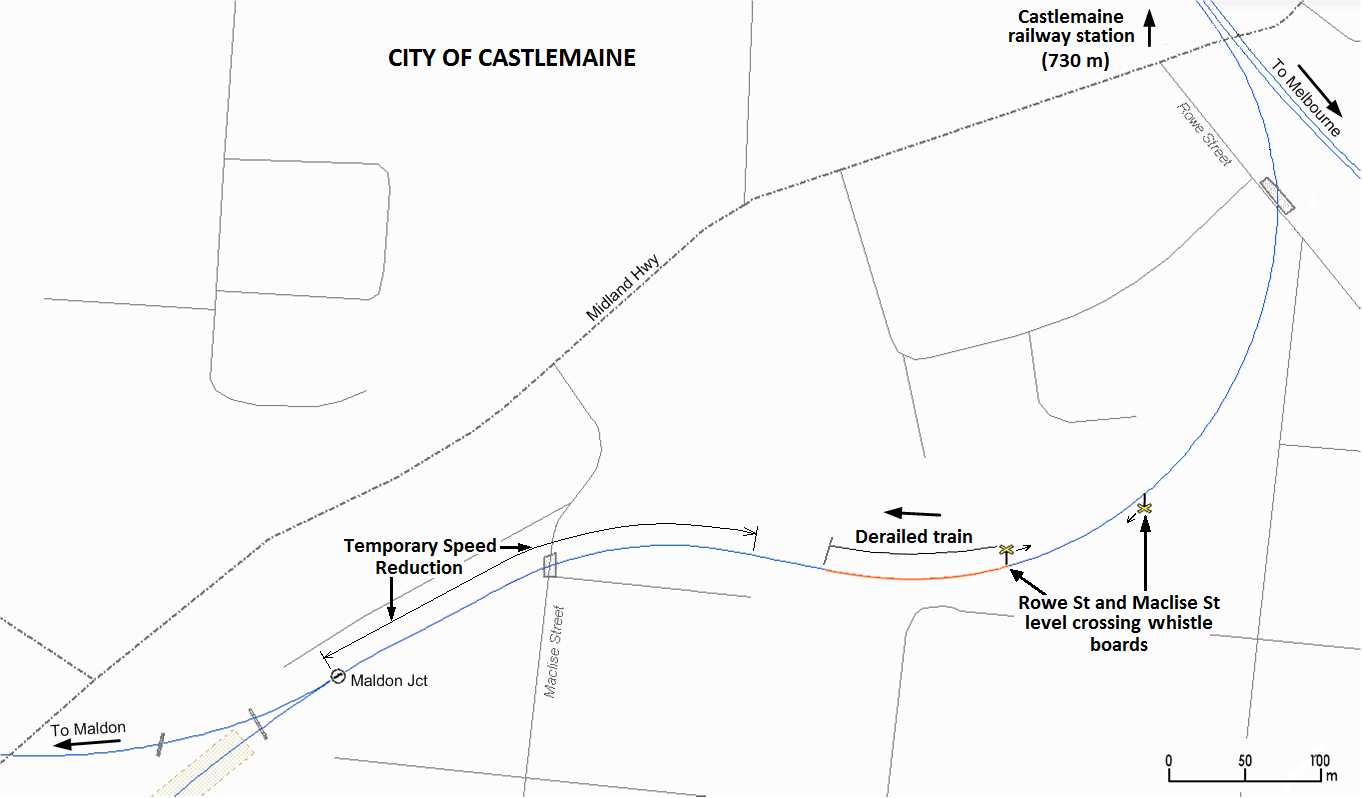 CITY OF CASTLEMAINE
Castlemaine
railway station
(730 m)
To Melbourne
Rowe Street
Midland Hwy
Derailed train
Temporary Speed
Reduction
Rowe St and Maclise St
level crossing whistle
boards
Maclise Street
Maldon Jct
To Maldon
0 50 100
m